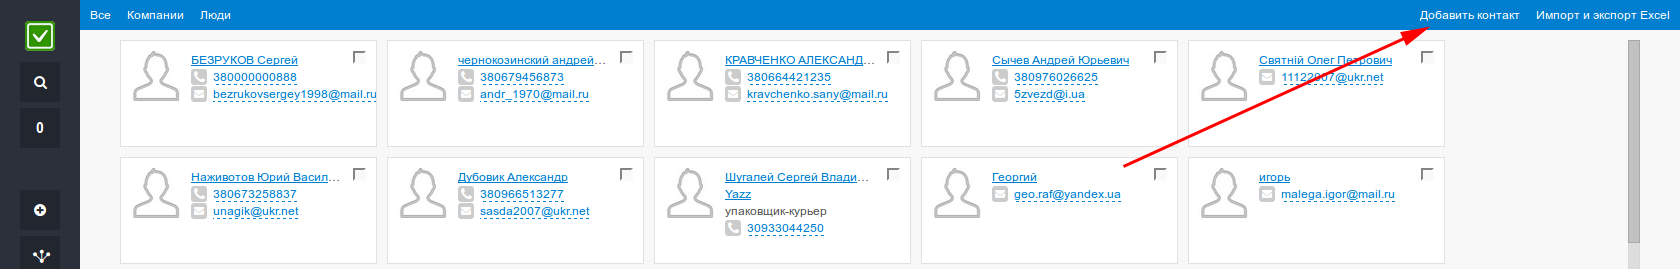 Все Компании Люди Добавить контакт Импорт и экспорт Excel
0
БЕЗРУКОВ Сергей
380000000888
bezrukovsergey1998@mail.ru
чернокозинский андрей...
380679456873
andr_1970@mail.ru
КРАВЧЕНКО АЛЕКСАНД...
380664421235
kravchenko.sany@mail.ru
Сычев Андрей Юрьевич
380976026625
5zvezd@i.ua
Святній Олег Петрович
11122007@ukr.net
Наживотов Юрий Васил...
380673258837
unagik@ukr.net
Дубовик Александр
380966513277
sasda2007@ukr.net
Шугалей Сергей Влади...
Yazz
упаковщик-курьер
30933044250
Георгий
geo.raf@yandex.ua
игорь
malega.igor@mail.ru